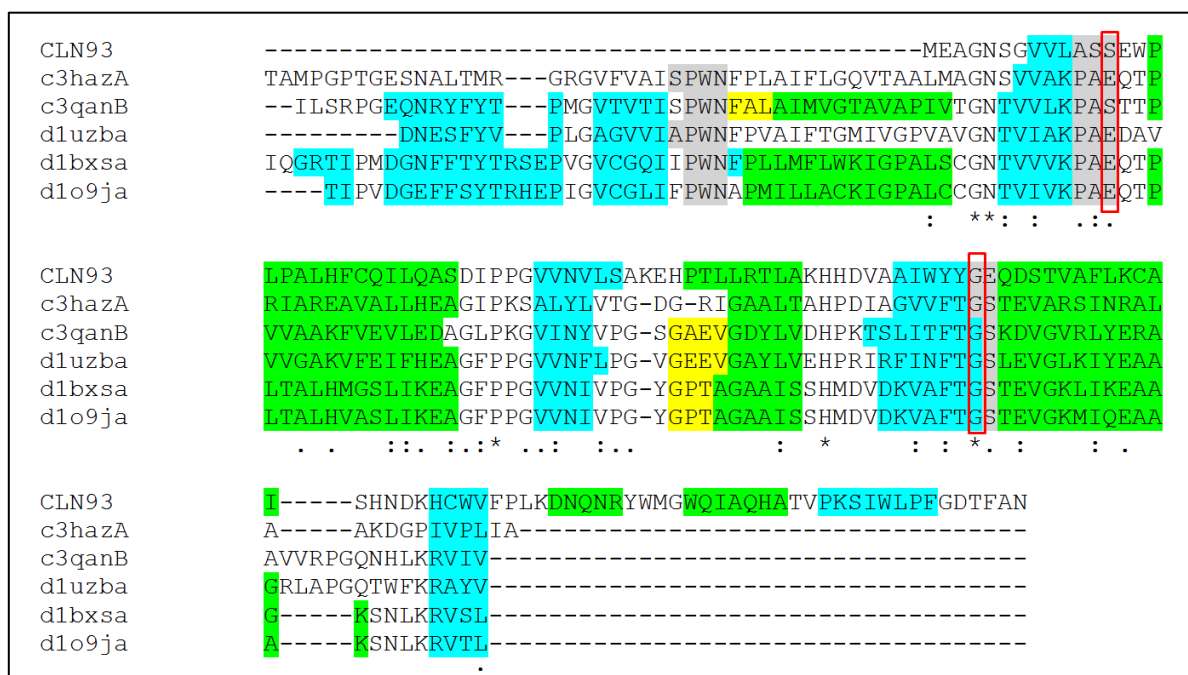 CLN93 --------------------------------------------MEAGNSGVVLASSEWP
c3hazA TAMPGPTGESNALTMR---GRGVFVAISPWNFPLAIFLGQVTAALMAGNSVVAKPAEQTP
c3qanB --ILSRPGEQNRYFYT---PMGVTVTISPWNFALAIMVGTAVAPIVTGNTVVLKPASTTP
d1uzba ---------DNESFYV---PLGAGVVIAPWNFPVAIFTGMIVGPVAVGNTVIAKPAEDAV
d1bxsa IQGRTIPMDGNFFTYTRSEPVGVCGQIIPWNFPLLMFLWKIGPALSCGNTVVVKPAEQTP
d1o9ja ----TIPVDGEFFSYTRHEPIGVCGLIFPWNAPMILLACKIGPALCCGNTVIVKPAEQTP
: ** : : .:.
CLN93 LPALHFCQILQASDIPPGVVNVLSAKEHPTLLRTLAKHHDVAAIWYYGEQDSTVAFLKCA
c3hazA RIAREAVALLHEAGIPKSALYLVTG-DG-RIGAALTAHPDIAGVVFTGSTEVARSINRAL
c3qanB VVAAKFVEVLEDAGLPKGVINYVPG-SGAEVGDYLVDHPKTSLITFTGSKDVGVRLYERA
d1uzba VVGAKVFEIFHEAGFPPGVVNFLPG-VGEEVGAYLVEHPRIRFINFTGSLEVGLKIYEAA
d1bxsa LTALHMGSLIKEAGFPPGVVNIVPG-YGPTAGAAISSHMDVDKVAFTGSTEVGKLIKEAA
d1o9ja LTALHVASLIKEAGFPPGVVNIVPG-YGPTAGAAISSHMDVDKVAFTGSTEVGKMIQEAA
. . :: .:* .: :.. : * : : *. : : .
CLN93 I-----SHNDKHCWVFPLKDNQNRYWMGWQIAQHATVPKSIWLPFGDTFAN
c3hazA A-----AKDGPIVPLIA----------------------------------
c3qanB AVVRPGQNHLKRVIV------------------------------------
d1uzba GRLAPGQTWFKRAYV------------------------------------
d1bxsa G-----KSNLKRVSL------------------------------------
d1o9ja A-----KSNLKRVTL------------------------------------
.